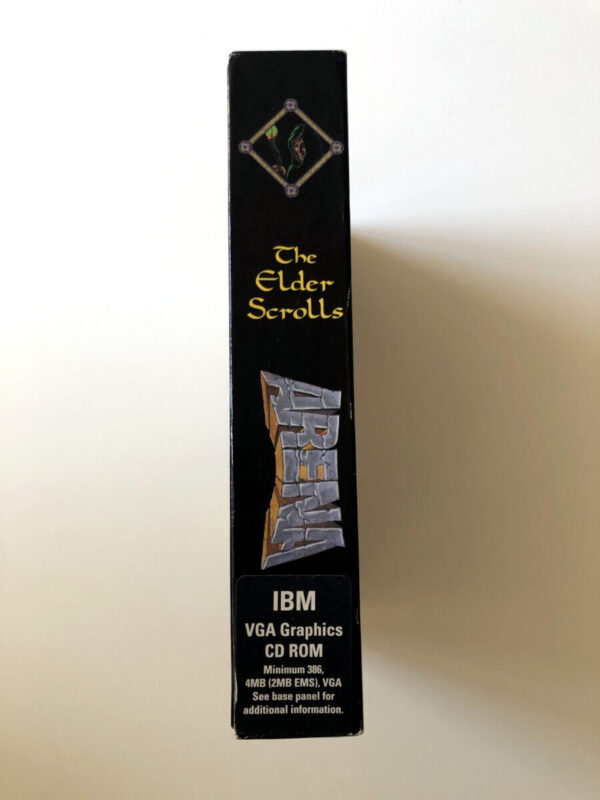 The
Elder
Scrolls
ARENA
IBM
VGA Graphics
CD ROM
Minimum 386,
4MB (2MB EMS), VGA
See base panel for
additional information.